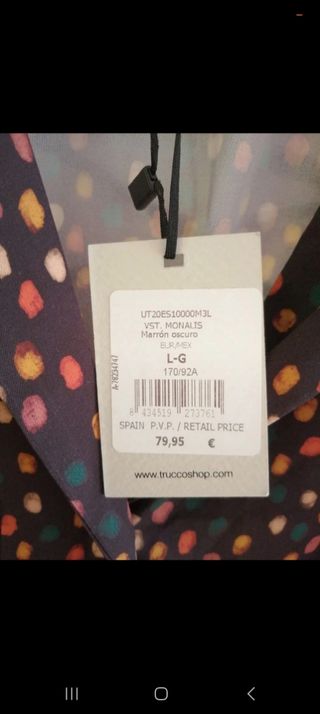 UT20ES10000M3L
VST. MONALIS
Marrón oscuro
EUR/MEX
L-G
170/92A
A-78234747
8 434519 273761
SPAIN P.V.P. / RETAIL PRICE
79,95 €
www.truccoshop.com